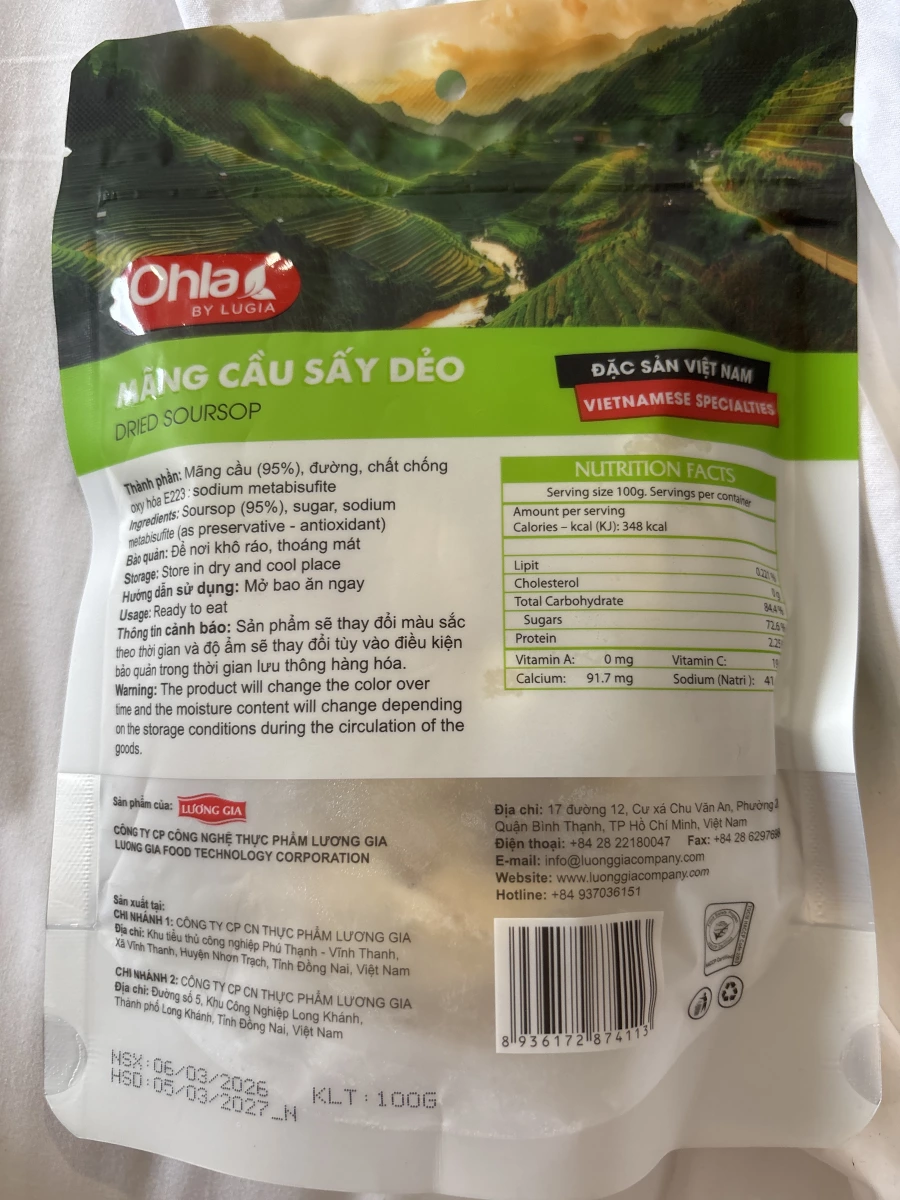 Ohla
BY LUGIA
MÃNG CẦU SẤY DẺO
DRIED SOURSOP
ĐẶC SẢN VIỆT NAM
VIETNAMESE SPECIALTIES
Thành phần: Mãng cầu (95%), đường, chất chống
oxy hóa E223 : sodium metabisufite
Ingredients: Soursop (95%), sugar, sodium
metabisufite (as preservative - antioxidant)
Bảo quản: Để nơi khô ráo, thoáng mát
Storage: Store in dry and cool place
Hướng dẫn sử dụng: Mở bao ăn ngay
Usage: Ready to eat
Thông tin cảnh báo: Sản phẩm sẽ thay đổi màu sắc
theo thời gian và độ ẩm sẽ thay đổi tùy vào điều kiện
bảo quản trong thời gian lưu thông hàng hóa.
Warning: The product will change the color over
time and the moisture content will change depending
on the storage conditions during the circulation of the
goods.
NUTRITION FACTS
Serving size 100g. Servings per container
Amount per serving
Calories – kcal (KJ): 348 kcal
Lipit
Cholesterol
Total Carbohydrate 84.4%
Sugars 72.6%
Protein 2.25
Vitamin A: 0 mg Vitamin C:
Calcium: 91.7 mg Sodium (Natri ): 41
Sản phẩm của: LƯƠNG GIA
CÔNG TY CP CÔNG NGHỆ THỰC PHẨM LƯƠNG GIA
LUONG GIA FOOD TECHNOLOGY CORPORATION
Địa chỉ: 17 đường 12, Cư xá Chu Văn An, Phường
Quận Bình Thạnh, TP Hồ Chí Minh, Việt Nam
Điện thoại: +84 28 22180047 Fax: +84 28
E-mail: info@luonggiacompany.com
Website: www.luonggiacompany.com
Hotline: +84 937036151
Sản xuất tại:
CHI NHÁNH 1: CÔNG TY CP CN THỰC PHẨM LƯƠNG GIA
Địa chỉ: Khu tiểu thủ công nghiệp Phú Thạnh - Vĩnh Thanh,
Xã Vĩnh Thanh, Huyện Nhơn Trạch, Tỉnh Đồng Nai, Việt Nam
CHI NHÁNH 2: CÔNG TY CP CN THỰC PHẨM LƯƠNG GIA
Địa chỉ: Đường số 5, Khu Công Nghiệp Long Khánh,
Thành phố Long Khánh, Tỉnh Đồng Nai, Việt Nam
8 936172 874113
NSX:06/03/2026
HSD:05/03/2027_N
KLT: 100G